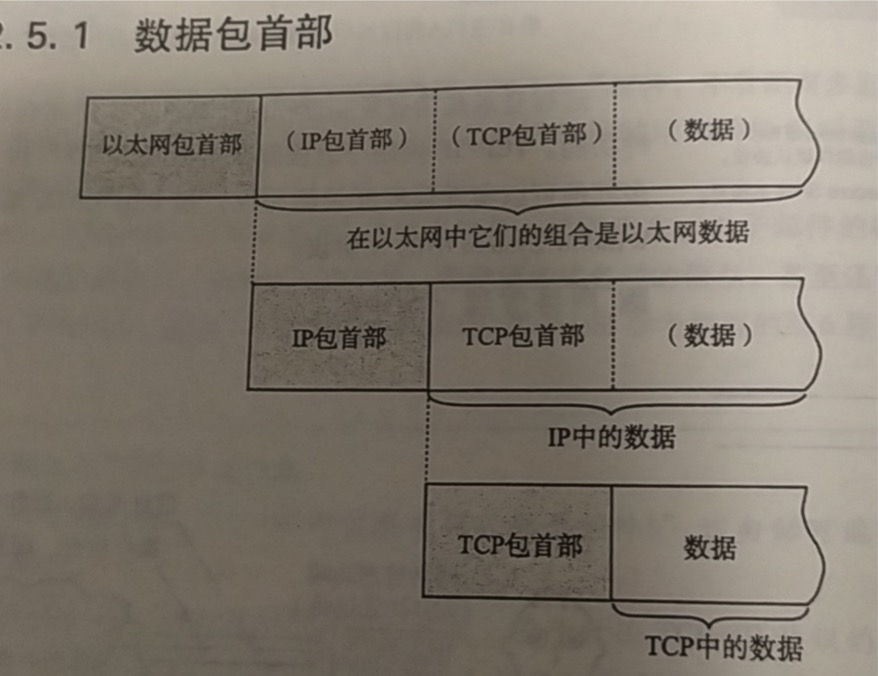 2.5.1 数据包首部
以太网包首部 （IP包首部） （TCP包首部） （数据）
在以太网中它们的组合是以太网数据
IP包首部 TCP包首部 （数据）
IP中的数据
TCP包首部 数据
TCP中的数据